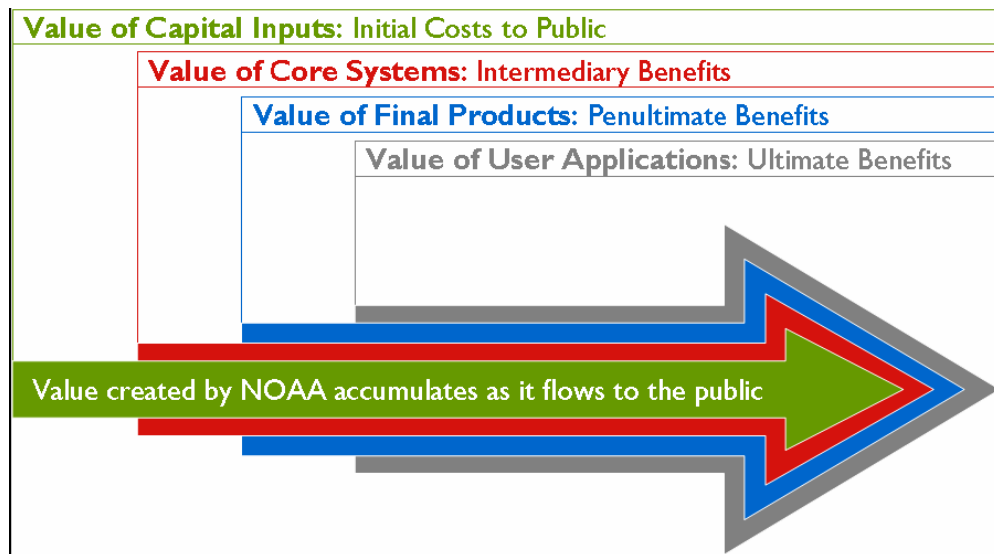 Value of Capital Inputs: Initial Costs to Public
Value of Core Systems: Intermediary Benefits
Value of Final Products: Penultimate Benefits
Value of User Applications: Ultimate Benefits
Value created by NOAA accumulates as it flows to the public